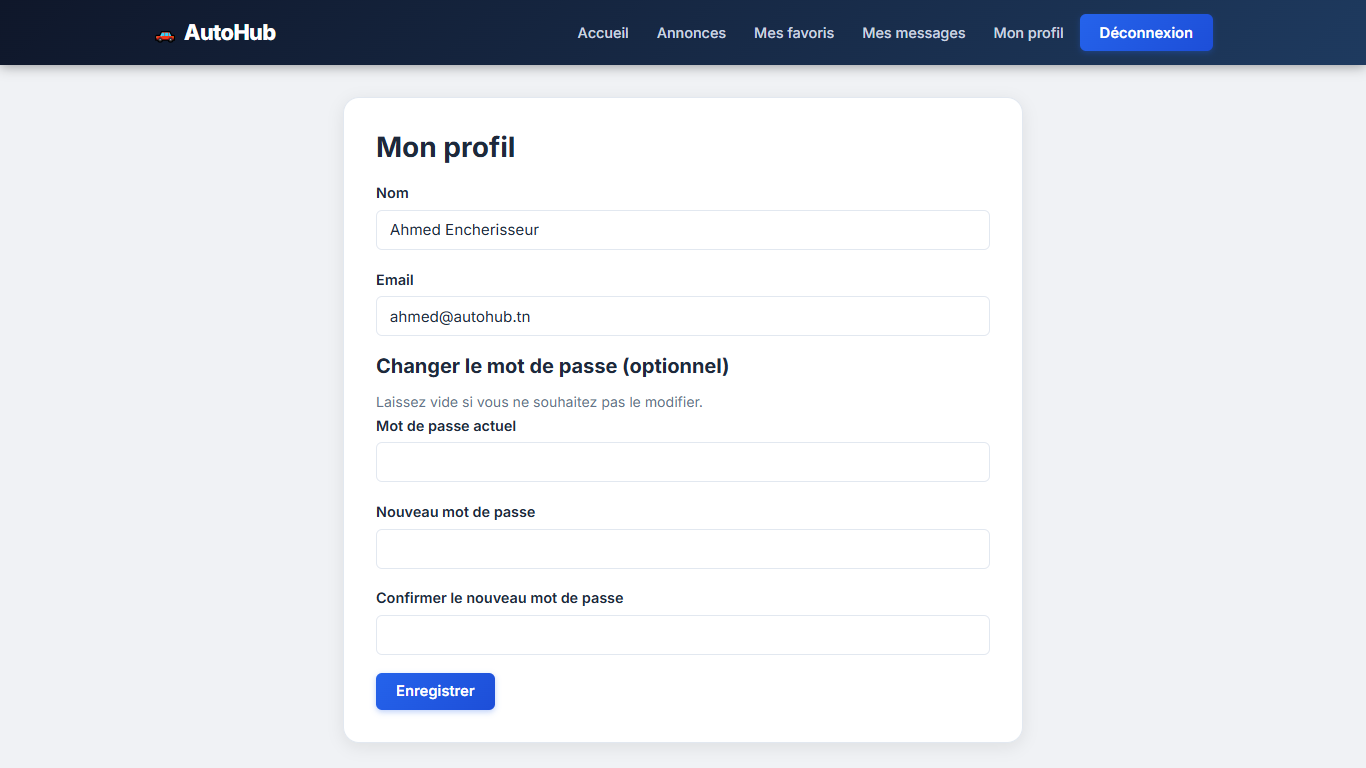 AutoHub
Accueil Annonces Mes favoris Mes messages Mon profil Déconnexion
Mon profil
Nom
Ahmed Encherisseur
Email
ahmed@autohub.tn
Changer le mot de passe (optionnel)
Laissez vide si vous ne souhaitez pas le modifier.
Mot de passe actuel
Nouveau mot de passe
Confirmer le nouveau mot de passe
Enregistrer